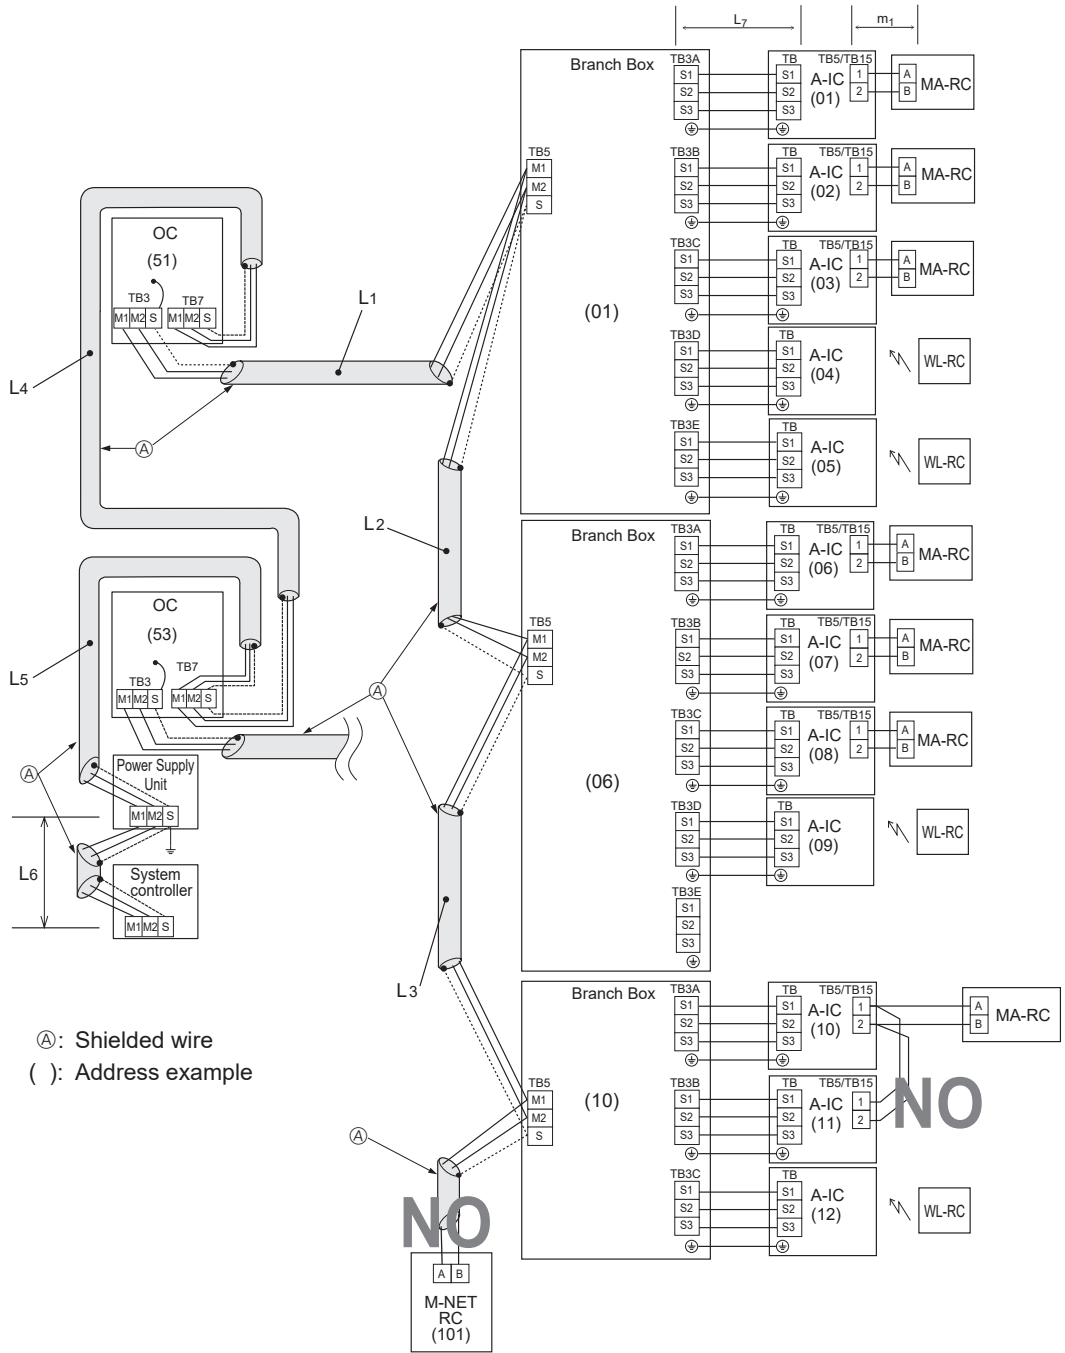 L7
m1
Branch Box
TB3A
S1
S2
S3
TB
S1
S2
S3
A-IC
(01)
TB5/TB15
1
2
A
B
MA-RC
TB5
M1
M2
S
TB3B
S1
S2
S3
TB
S1
S2
S3
A-IC
(02)
TB5/TB15
1
2
A
B
MA-RC
TB3C
S1
S2
S3
TB
S1
S2
S3
A-IC
(03)
TB5/TB15
1
2
A
B
MA-RC
(01)
TB3D
S1
S2
S3
TB
S1
S2
S3
A-IC
(04)
WL-RC
TB3E
S1
S2
S3
TB
S1
S2
S3
A-IC
(05)
WL-RC
OC
(51)
TB3
TB7
M1 M2 S
M1 M2 S
L1
L4
A
L2
Branch Box
TB3A
S1
S2
S3
TB
S1
S2
S3
A-IC
(06)
TB5/TB15
1
2
A
B
MA-RC
TB5
M1
M2
S
TB3B
S1
S2
S3
TB
S1
S2
S3
A-IC
(07)
TB5/TB15
1
2
A
B
MA-RC
TB3C
S1
S2
S3
TB
S1
S2
S3
A-IC
(08)
TB5/TB15
1
2
A
B
MA-RC
(06)
TB3D
S1
S2
S3
TB
S1
S2
S3
A-IC
(09)
WL-RC
TB3E
S1
S2
S3
OC
(53)
TB3
TB7
M1 M2 S
M1 M2 S
L5
A
A
Power Supply
Unit
M1 M2 S
L6
System
controller
M1 M2 S
L3
Branch Box
TB3A
S1
S2
S3
TB
S1
S2
S3
A-IC
(10)
TB5/TB15
1
2
A
B
MA-RC
TB5
M1
M2
S
(10)
TB3B
S1
S2
S3
TB
S1
S2
S3
A-IC
(11)
TB5/TB15
1
2
NO
TB3C
S1
S2
S3
TB
S1
S2
S3
A-IC
(12)
WL-RC
Ⓐ: Shielded wire
( ): Address example
A
NO
A B
M-NET
RC
(101)